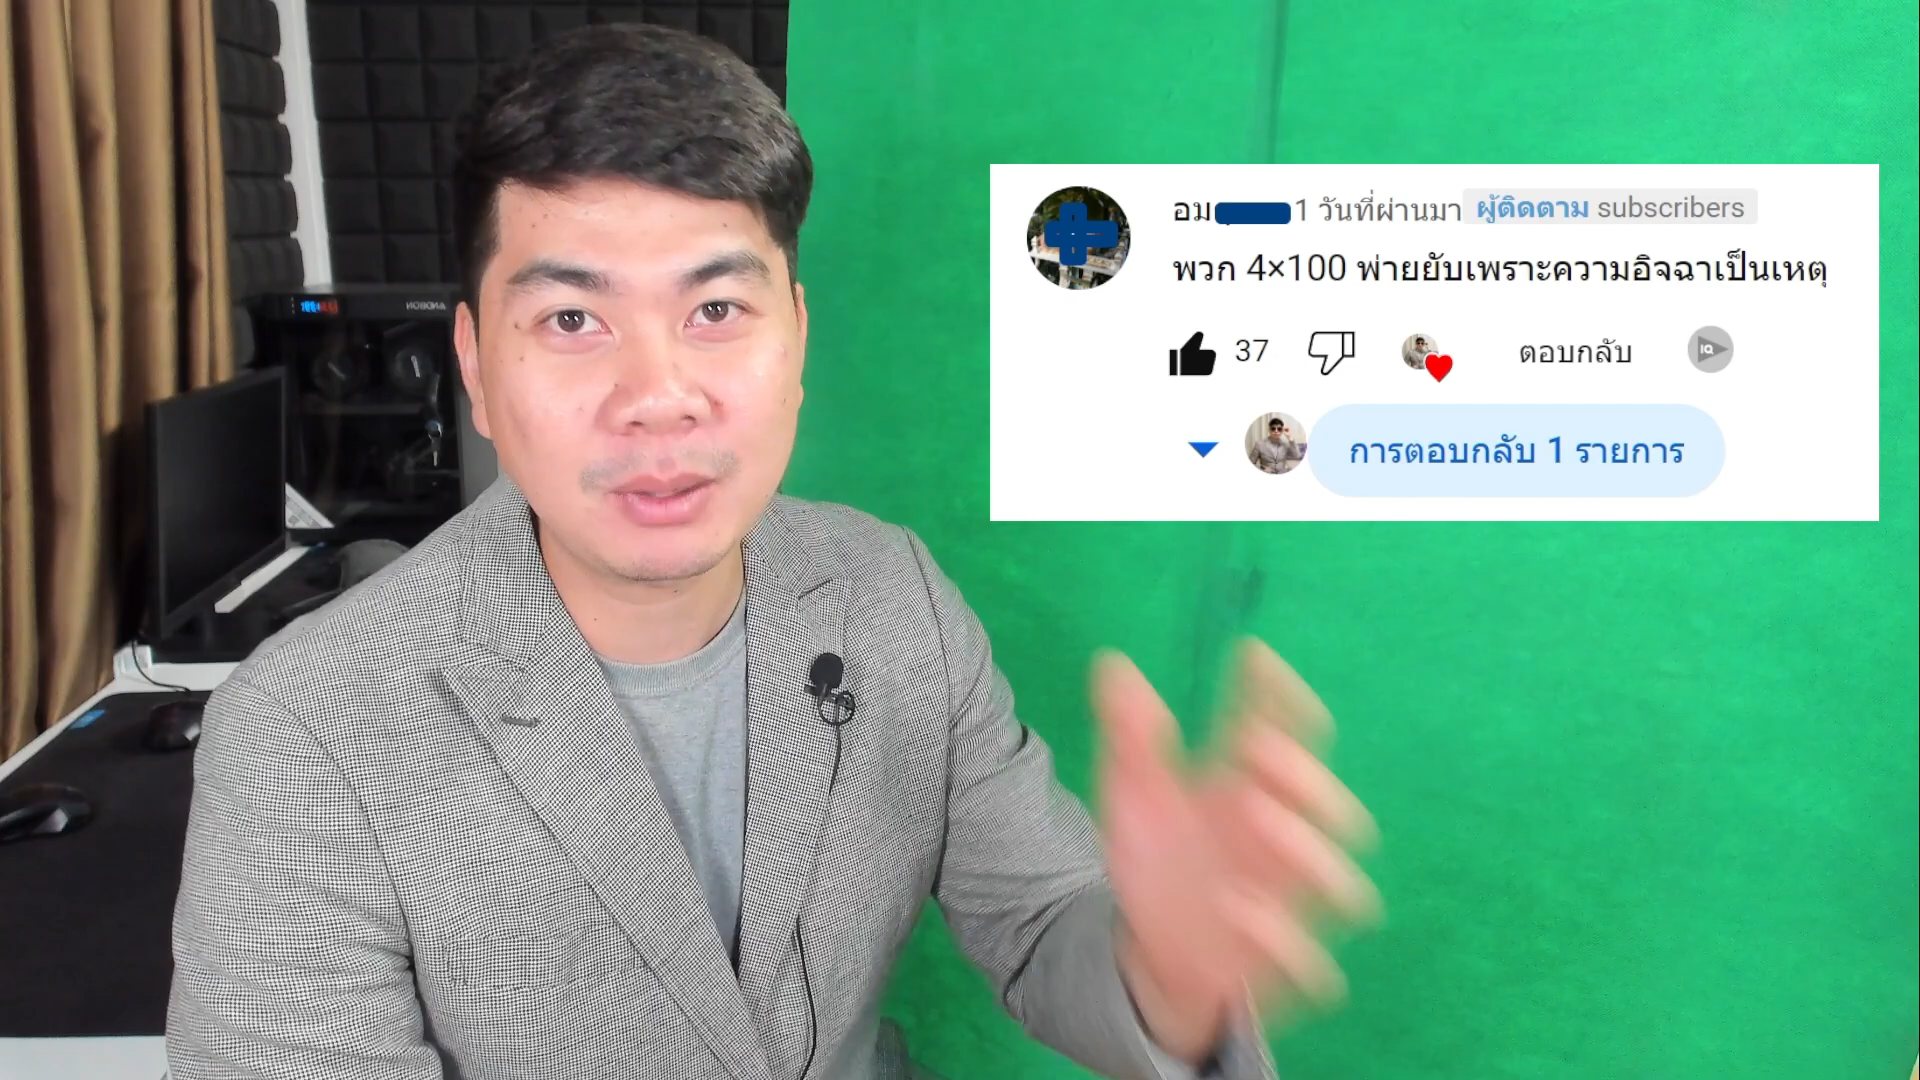 อม
1 วันที่ผ่านมา ผู้ติดตาม subscribers
พวก 4×100 พ่ายยับเพราะความอิจฉาเป็นเหตุ
37
ตอบกลับ
IQ
การตอบกลับ 1 รายการ